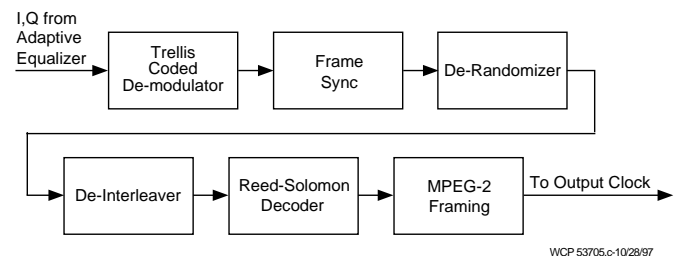 I,Q from
Adaptive
Equalizer
Trellis
Coded
De-modulator
Frame
Sync
De-Randomizer
De-Interleaver
Reed-Solomon
Decoder
MPEG-2
Framing
To Output Clock
WCP 53705.c-10/28/97